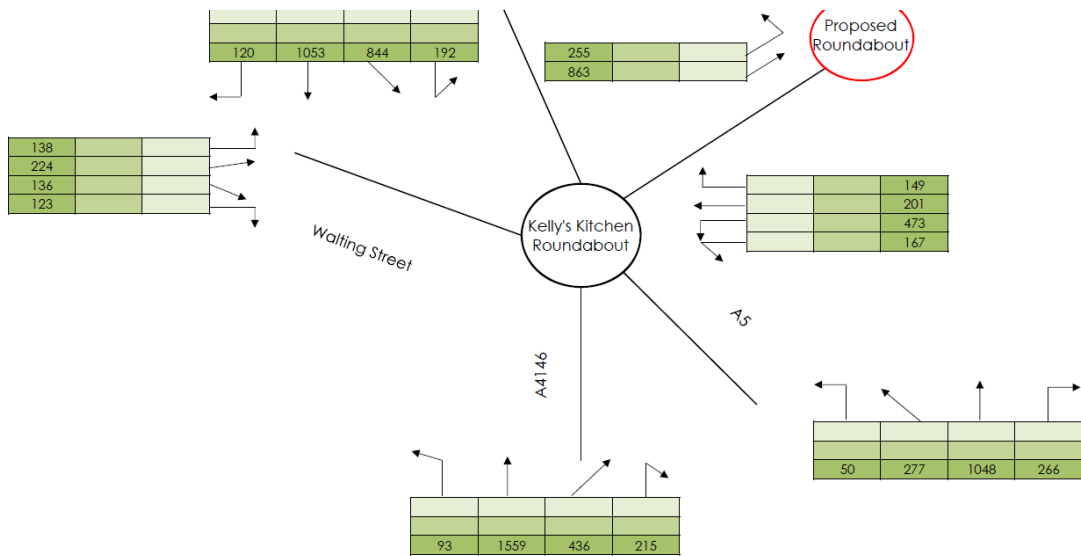 120 1053 844 192
255
863
Proposed
Roundabout
138
224
136
123
149
201
473
167
Kelly's Kitchen
Roundabout
Walting Street
A5
A4146
50 277 1048 266
93 1559 436 215